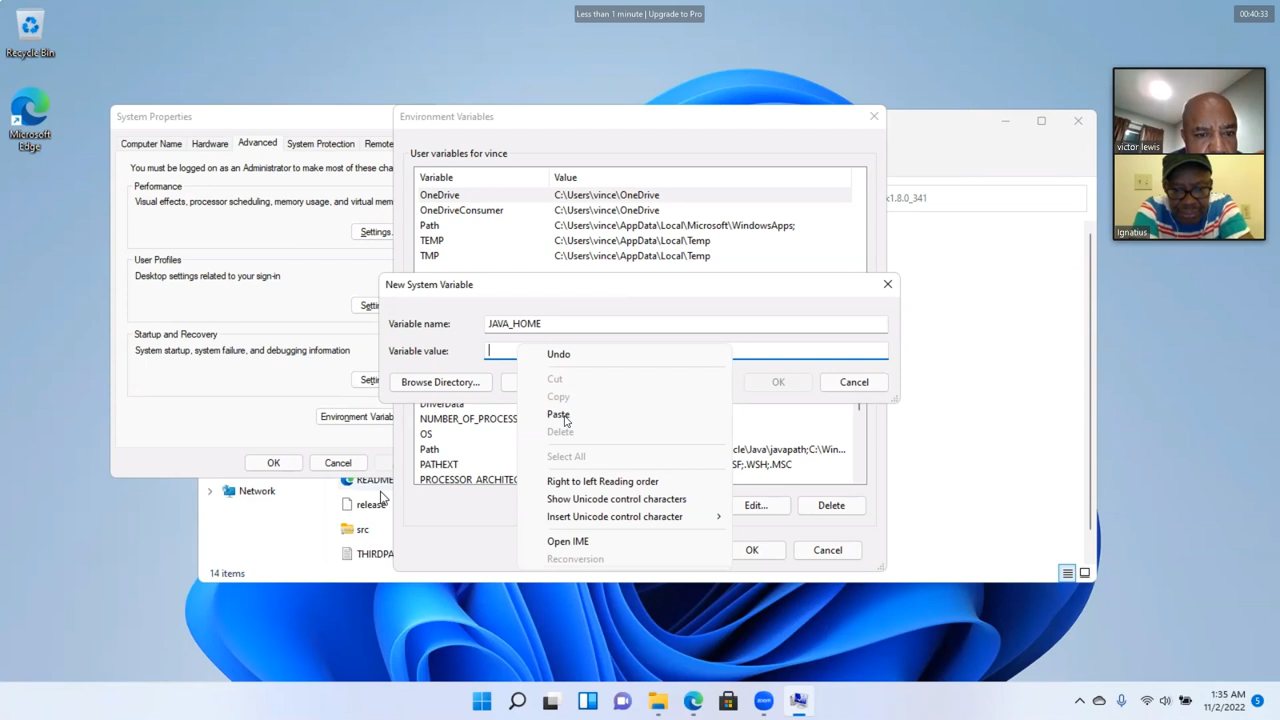 Less than 1 minute | Upgrade to Pro
00:40:33
Recycle Bin
Microsoft
Edge
victor lewis
Ignatius
System Properties
Computer Name
Hardware
Advanced
System Protection
Remote
You must be logged on as an Administrator to make most of these cha
Performance
Visual effects, processor scheduling, memory usage, and virtual mem
Settings.
User Profiles
Desktop settings related to your sign-in
Startup and Recovery
System startup, system failure, and debugging information
Environment Variab
OK
Cancel
Environment Variables
User variables for vince
Variable
Value
OneDrive
C:\Users\vince\OneDrive
OneDriveConsumer
C:\Users\vince\OneDrive
Path
C:\Users\vince\AppData\Local\Microsoft\WindowsApps;
TEMP
C:\Users\vince\AppData\Local\Temp
TMP
C:\Users\vince\AppData\Local\Temp
x1.8.0_341
New System Variable
Variable name:
JAVA_HOME
Variable value:
Browse Directory...
OK
Cancel
Undo
Cut
Copy
Paste
Delete
Select All
Right to left Reading order
Show Unicode control characters
Insert Unicode control character
Open IME
Reconversion
DriverData
NUMBER_OF_PROCESS
OS
Path
cle\Java\javapath;C:\Win...
PATHEXT
SF;.WSH;.MSC
PROCESSOR_ARCHITEC
Edit...
Delete
OK
Cancel
Network
README
release
src
THIRDPA
14 items
zoom
1:35 AM
11/2/2022
5